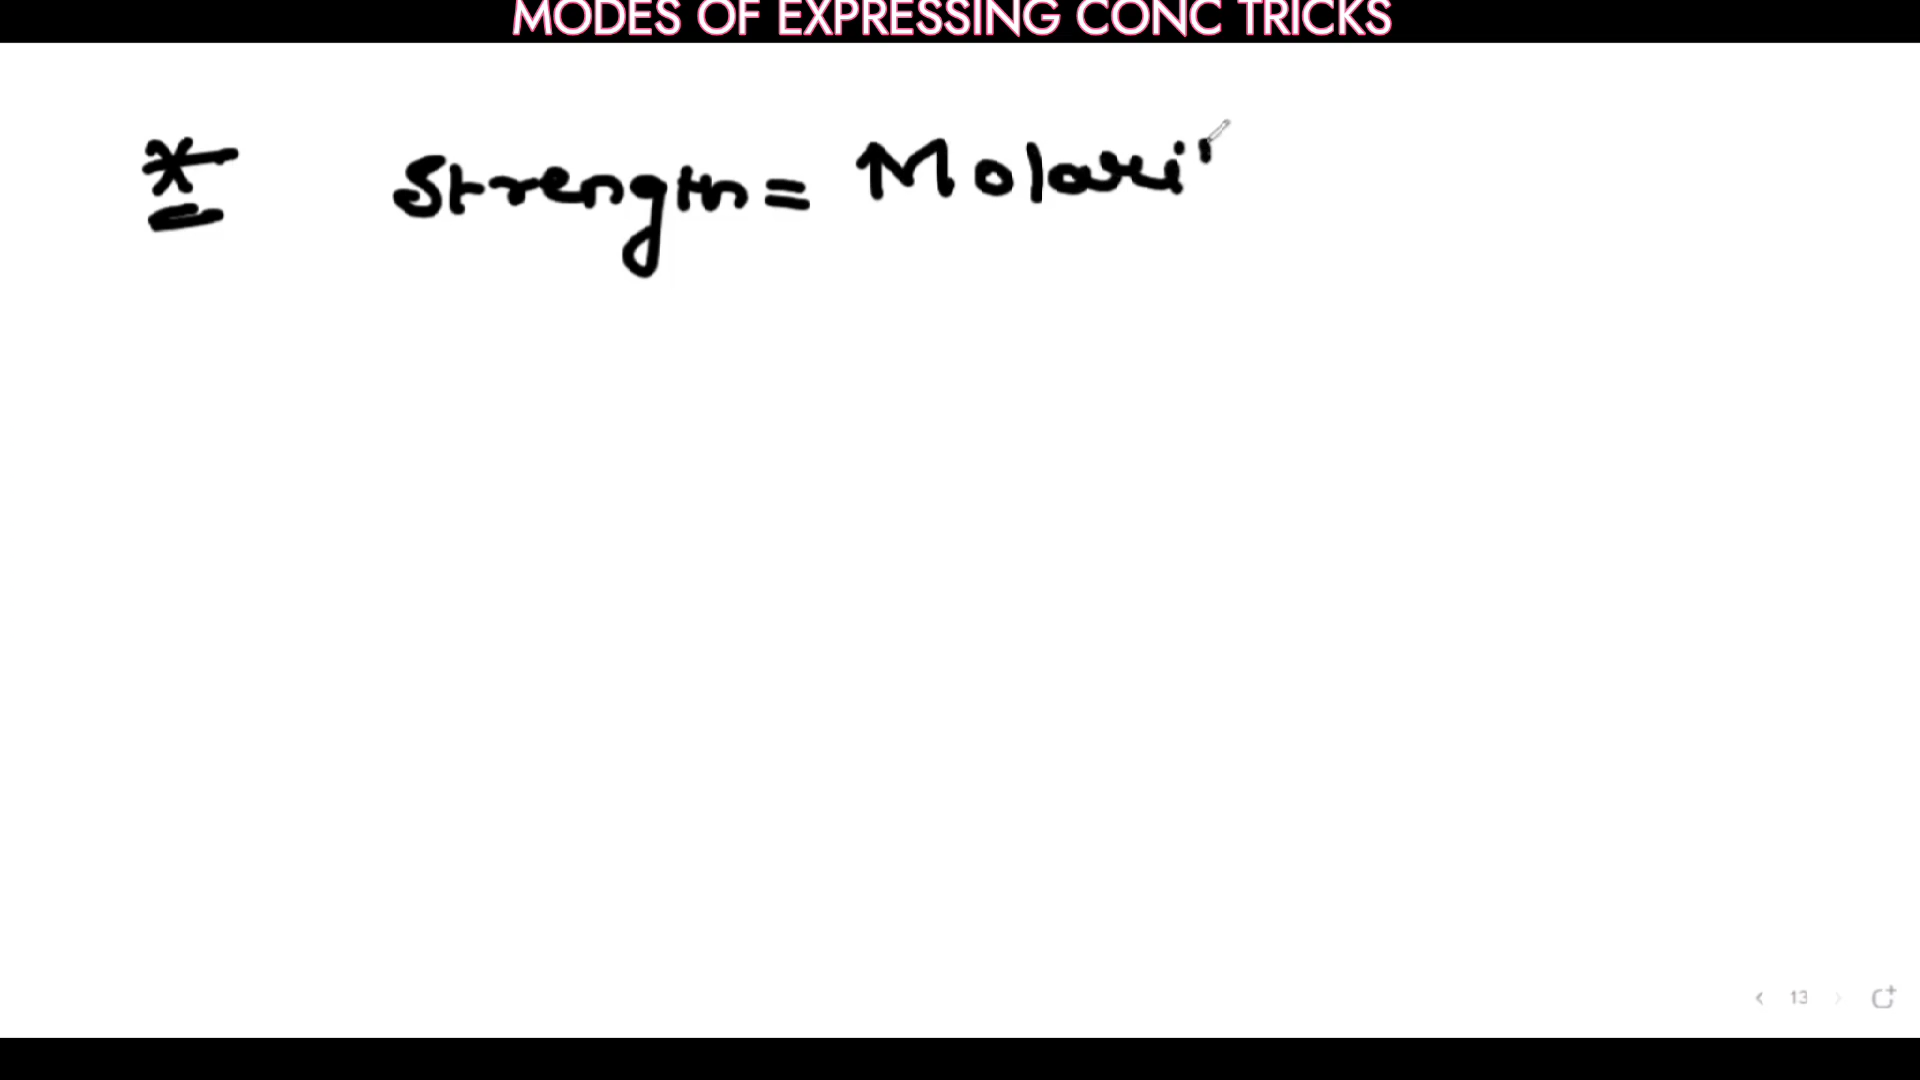 MODES OF EXPRESSING CONC TRICKS
* Strength = Molari
13